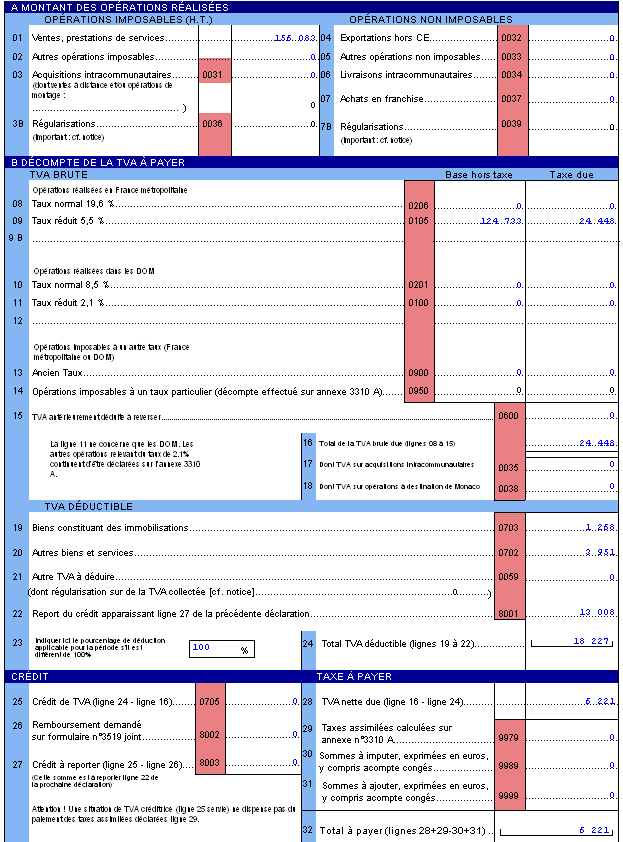 A MONTANT DES OPÉRATIONS RÉALISÉES
OPÉRATIONS IMPOSABLES (H.T.) OPÉRATIONS NON IMPOSABLES
01 Ventes, prestations de services 155 083 04 Exportations hors CE 0032 0
02 Autres opérations imposables 0 05 Autres opérations non imposables 0033 0
03 Acquisitions intracommunautaires 0031 0 06 Livraisons intracommunautaires 0034 0
(dont ventes à distance et/ou opérations de
montage :
) 0 07 Achats en franchise 0037 0
3B Régularisations 0036 0 7B Régularisations 0039 0
(Important : cf. notice) (Important : cf. notice)
B DÉCOMPTE DE LA TVA À PAYER
TVA BRUTE Base hors taxe Taxe due
Opérations réalisées en France métropolitaine
08 Taux normal 19,6 % 0206 0 0
09 Taux réduit 5,5 % 0105 124 733 24 448
9 B
Opérations réalisées dans les DOM
10 Taux normal 8,5 % 0201 0 0
11 Taux réduit 2,1 % 0100 0 0
12
Opérations imposables à un autre taux (France
métropolitaine ou DOM)
13 Ancien Taux 0900 0 0
14 Opérations imposables à un taux particulier (décompte effectué sur annexe 3310 A) 0950 0 0
15 TVA antérieurement déduite à reverser 0600 0
La ligne 11 ne concerne que les DOM. Les
autres opérations relevant du taux de 2.1%
continuent d'être déclarées sur l'annexe 3310
A.
16 Total de la TVA brute due (lignes 08 à 15) 24 448
17 Dont TVA sur acquisitions intracommunautaires 0035 0
18 Dont TVA sur opérations à destination de Monaco 0038 0
TVA DÉDUCTIBLE
19 Biens constituant des immobilisations 0703 1 268
20 Autres biens et services 0702 3 951
21 Autre TVA à déduire 0059 0
(dont régularisation sur de la TVA collectée [cf. notice] 0 )
22 Report du crédit apparaissant ligne 27 de la précédente déclaration 8001 13 008
23 Indiquer ici le pourcentage de déduction
applicable pour la période s'il est
différent de 100% 100 %
24 Total TVA déductible (lignes 19 à 22) 18 227
CRÉDIT TAXE À PAYER
25 Crédit de TVA (ligne 24 - ligne 16) 0705 0 28 TVA nette due (ligne 16 - ligne 24) 6 221
26 Remboursement demandé
sur formulaire n°3519 joint 8002 0
29 Taxes assimilées calculées sur
annexe n°3310 A 9979 0
27 Crédit à reporter (ligne 25 - ligne 26) 8003 0
(Cette somme est à reporter ligne 22 de
la prochaine déclaration)
30 Sommes à imputer, exprimées en euros,
y compris acompte congés 9989 0
31 Sommes à ajouter, exprimées en euros,
y compris acompte congés 9999 0
Attention ! Une situation de TVA créditrice (ligne 25 servie) ne dispense pas du
paiement des taxes assimilées déclarées ligne 29.
32 Total à payer (lignes 28+29-30+31) 6 221